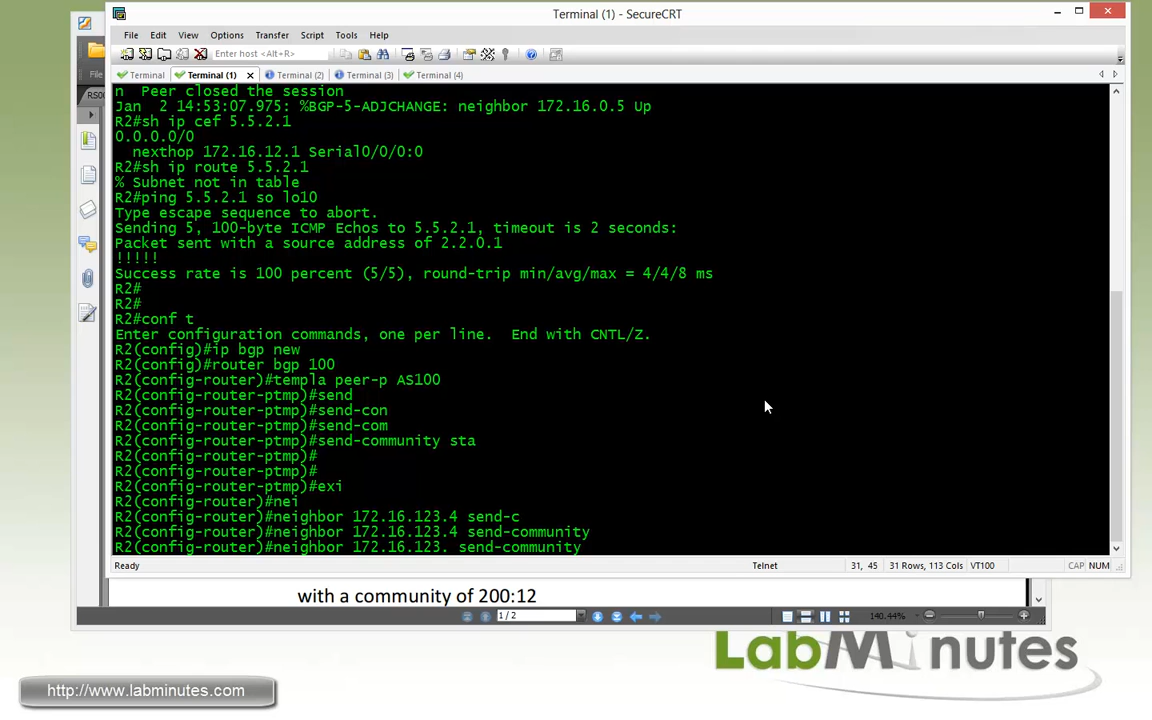 Terminal (1) - SecureCRT
File Edit View Options Transfer Script Tools Help
Enter host <Alt+R>
File
Terminal Terminal (1) Terminal (2) Terminal (3) Terminal (4)
RS00
n  Peer closed the session
Jan  2 14:53:07.975: %BGP-5-ADJCHANGE: neighbor 172.16.0.5 Up
R2#sh ip cef 5.5.2.1
0.0.0.0/0
  nexthop 172.16.12.1 Serial0/0/0:0
R2#sh ip route 5.5.2.1
% Subnet not in table
R2#ping 5.5.2.1 so lo10
Type escape sequence to abort.
Sending 5, 100-byte ICMP Echos to 5.5.2.1, timeout is 2 seconds:
Packet sent with a source address of 2.2.0.1
!!!!!
Success rate is 100 percent (5/5), round-trip min/avg/max = 4/4/8 ms
R2#
R2#
R2#conf t
Enter configuration commands, one per line.  End with CNTL/Z.
R2(config)#ip bgp new
R2(config)#router bgp 100
R2(config-router)#templa peer-p AS100
R2(config-router-ptmp)#send
R2(config-router-ptmp)#send-con
R2(config-router-ptmp)#send-com
R2(config-router-ptmp)#send-community sta
R2(config-router-ptmp)#
R2(config-router-ptmp)#
R2(config-router-ptmp)#exi
R2(config-router)#nei
R2(config-router)#neighbor 172.16.123.4 send-c
R2(config-router)#neighbor 172.16.123.4 send-community
R2(config-router)#neighbor 172.16.123. send-community
Ready Telnet 31, 45 31 Rows, 113 Cols VT100 CAP NUM
with a community of 200:12
1 / 2 140.44%
LabMinutes
http://www.labminutes.com